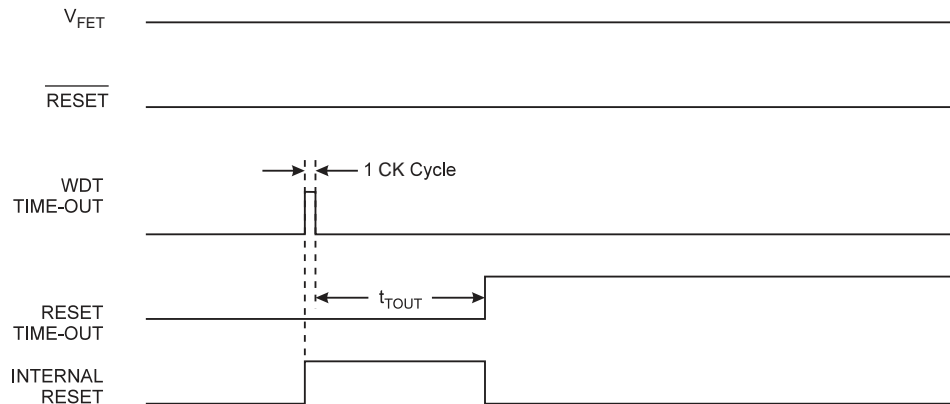 VFET
RESET
1 CK Cycle
WDT
TIME-OUT
tTOUT
RESET
TIME-OUT
INTERNAL
RESET